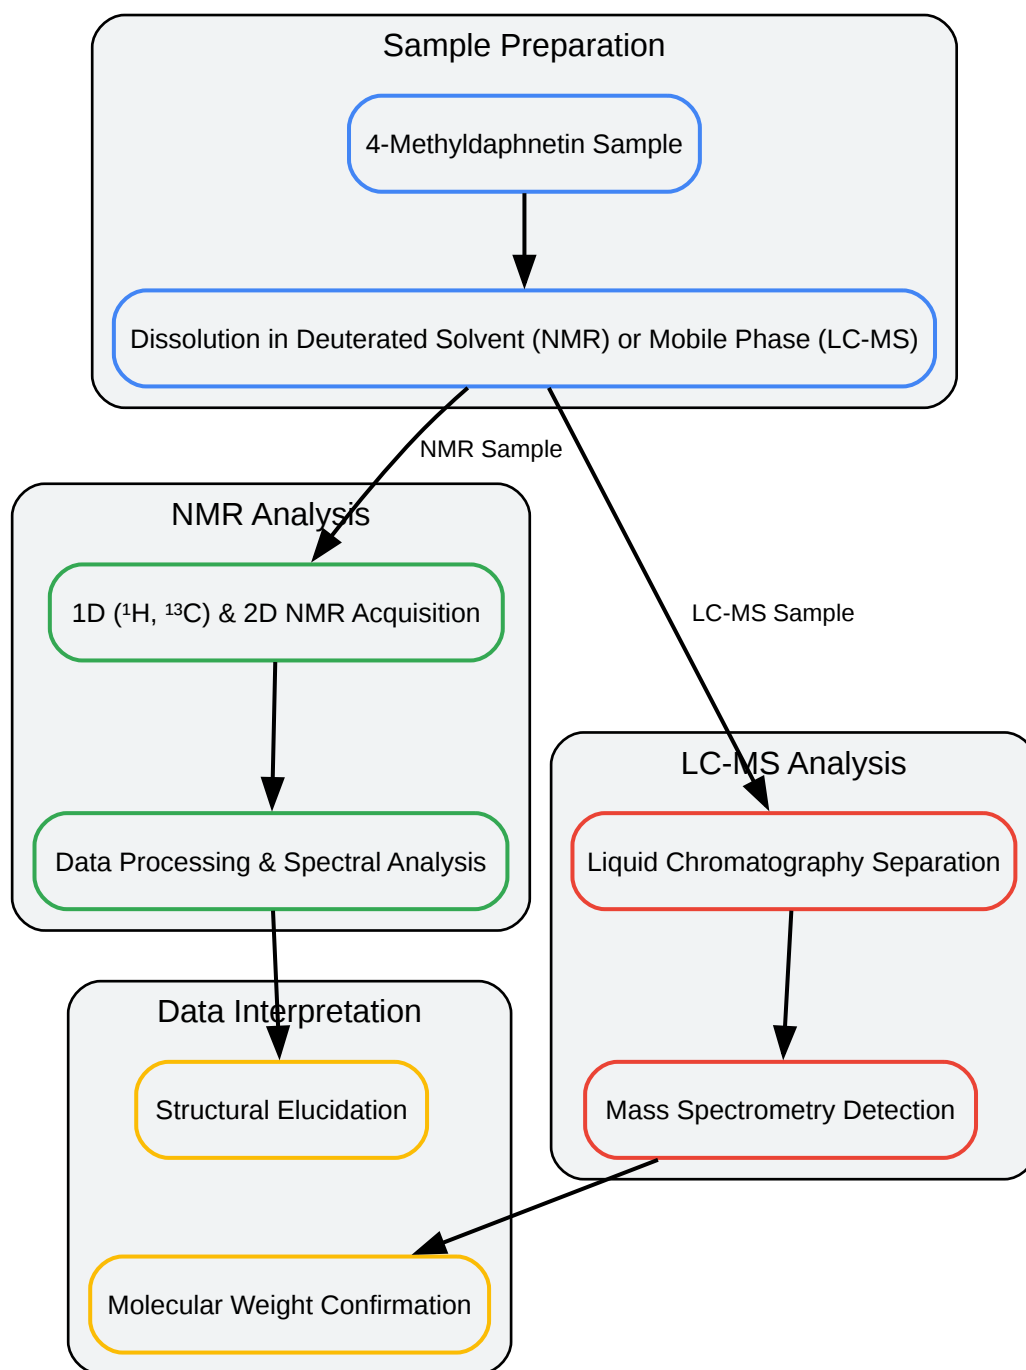 Sample Preparation
4-Methyldaphnetin Sample
Dissolution in Deuterated Solvent (NMR) or Mobile Phase (LC-MS)
NMR Sample
NMR Analysis
1D (¹H, ¹³C) & 2D NMR Acquisition
LC-MS Sample
LC-MS Analysis
Data Processing & Spectral Analysis
Liquid Chromatography Separation
Data Interpretation
Structural Elucidation
Mass Spectrometry Detection
Molecular Weight Confirmation